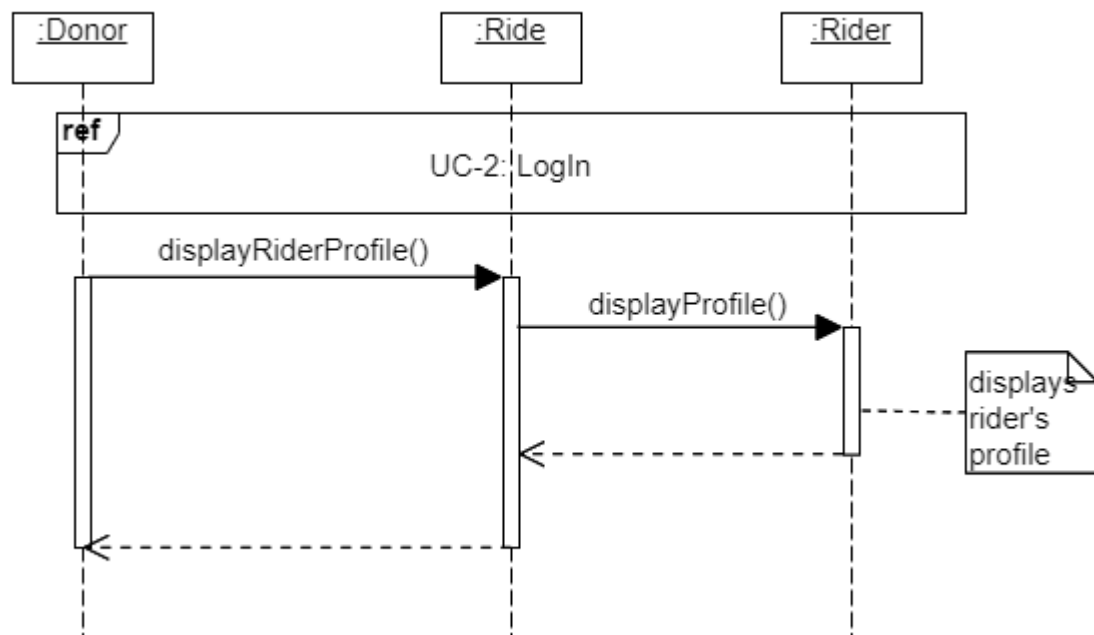 :Donor
:Ride
:Rider
ref
UC-2: LogIn
displayRiderProfile()
displayProfile()
displays
rider's
profile